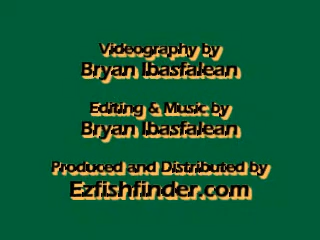 Videography by
Bryan Ibasfalean
Editing & Music by
Bryan Ibasfalean
Produced and Distributed by
Ezfishfinder.com